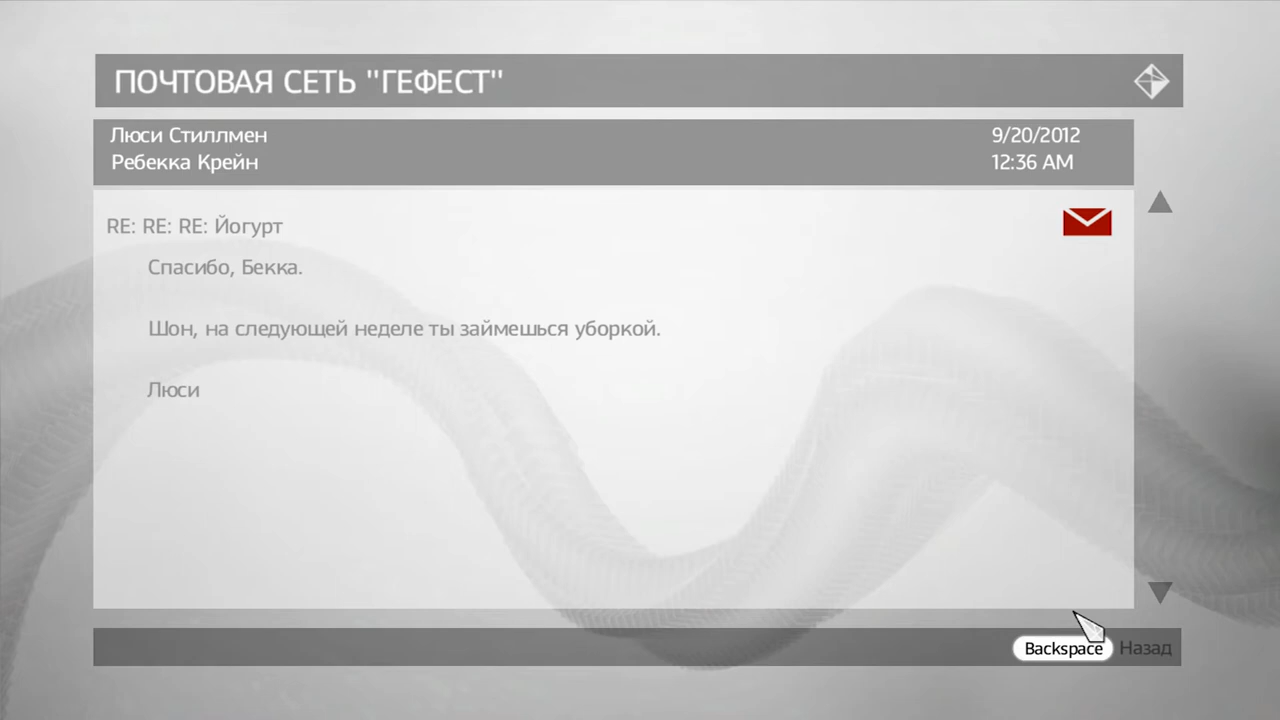 ПОЧТОВАЯ СЕТЬ "ГЕФЕСТ"
Люси Стиллмен 9/20/2012
Ребекка Крейн 12:36 AM
RE: RE: RE: Йогурт
Спасибо, Бекка.
Шон, на следующей неделе ты займешься уборкой.
Люси
Backspace Назад